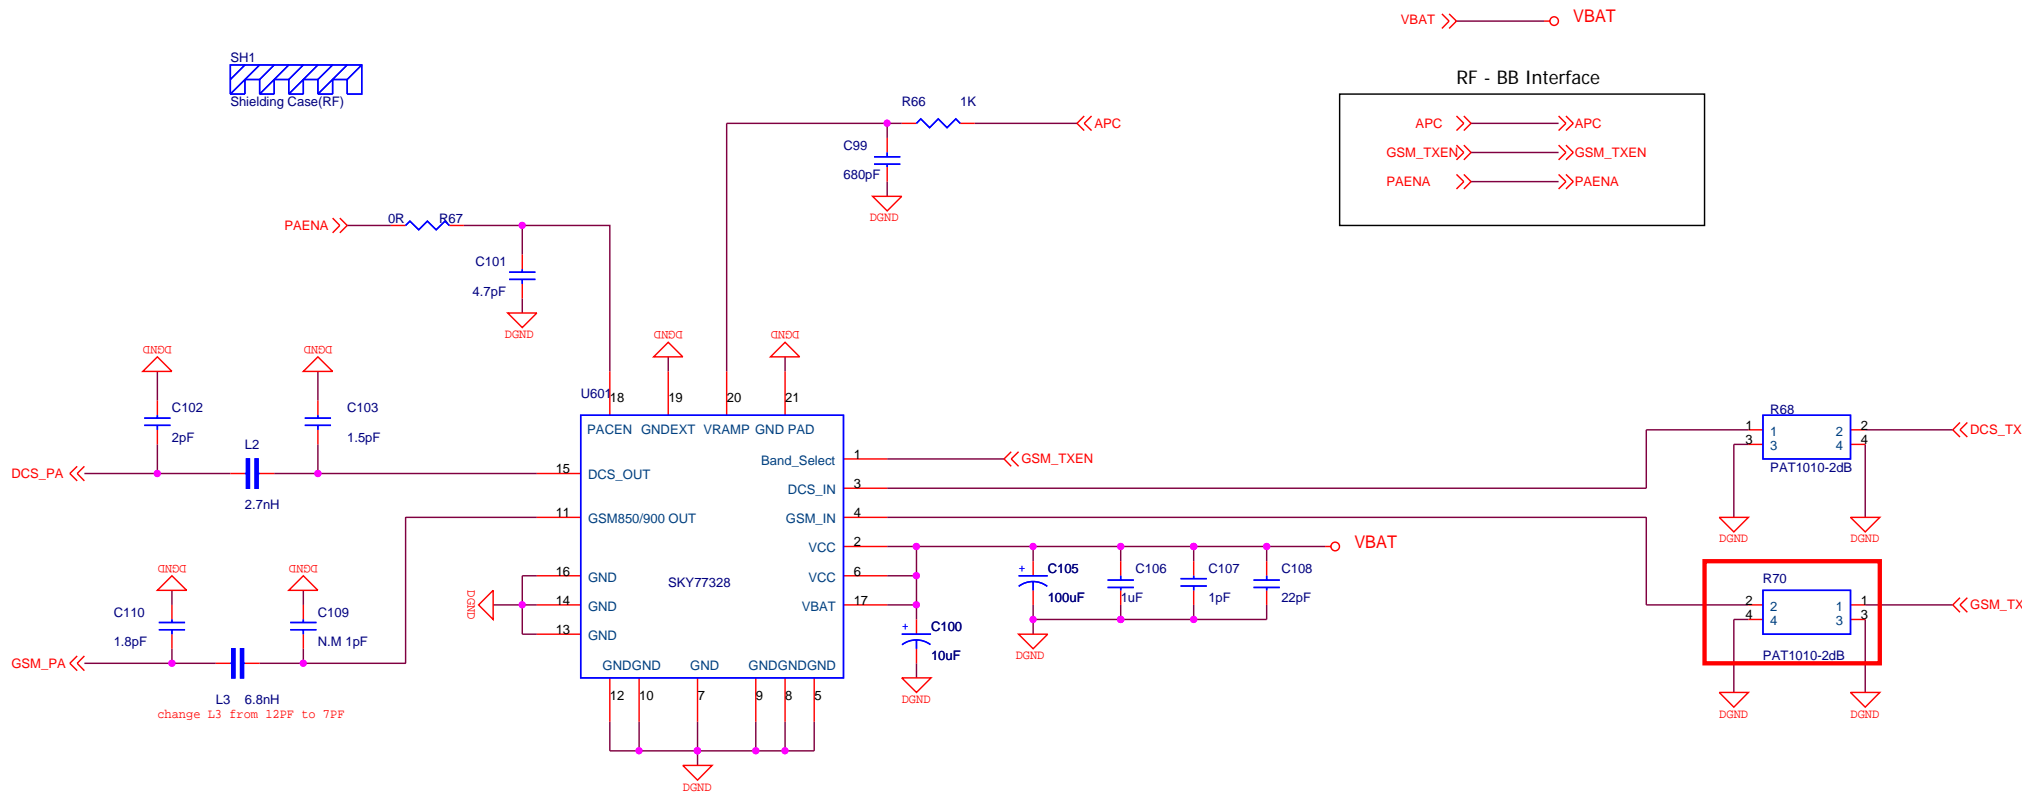 VBAT VBAT
SH1
Shielding Case(RF)
RF - BB Interface
APC APC
GSM_TXEN GSM_TXEN
PAENA PAENA
R66 1K
APC
C99
680pF
DGND
PAENA
0R R67
C101
4.7pF
DGND
DGND
DGND
DGND
DGND
C102
2pF
C103
1.5pF
L2
2.7nH
DCS_PA
U601
18 19 20 21
PACEN GNDEXT VRAMP GND PAD
15 DCS_OUT
11 GSM850/900 OUT
16 GND
14 GND
13 GND
DGND
SKY77328
Band_Select 1
GSM_TXEN
DCS_IN 3
GSM_IN 4
VCC 2
VCC 6
VBAT 17
GNDGND GND GNDGNDGND
12 10 7 9 8 5
DGND
VBAT
+ C105
100uF
C106
1uF
C107
1pF
C108
22pF
DGND
+ C100
10uF
DGND
R68
1 1 2 2
3 3 4 4
PAT1010-2dB
DCS_TX
DGND DGND
R70
2 2 1 1
4 4 3 3
PAT1010-2dB
GSM_TX
DGND DGND
DGND
DGND
C110
1.8pF
C109
N.M 1pF
GSM_PA
L3 6.8nH
change L3 from 12PF to 7PF